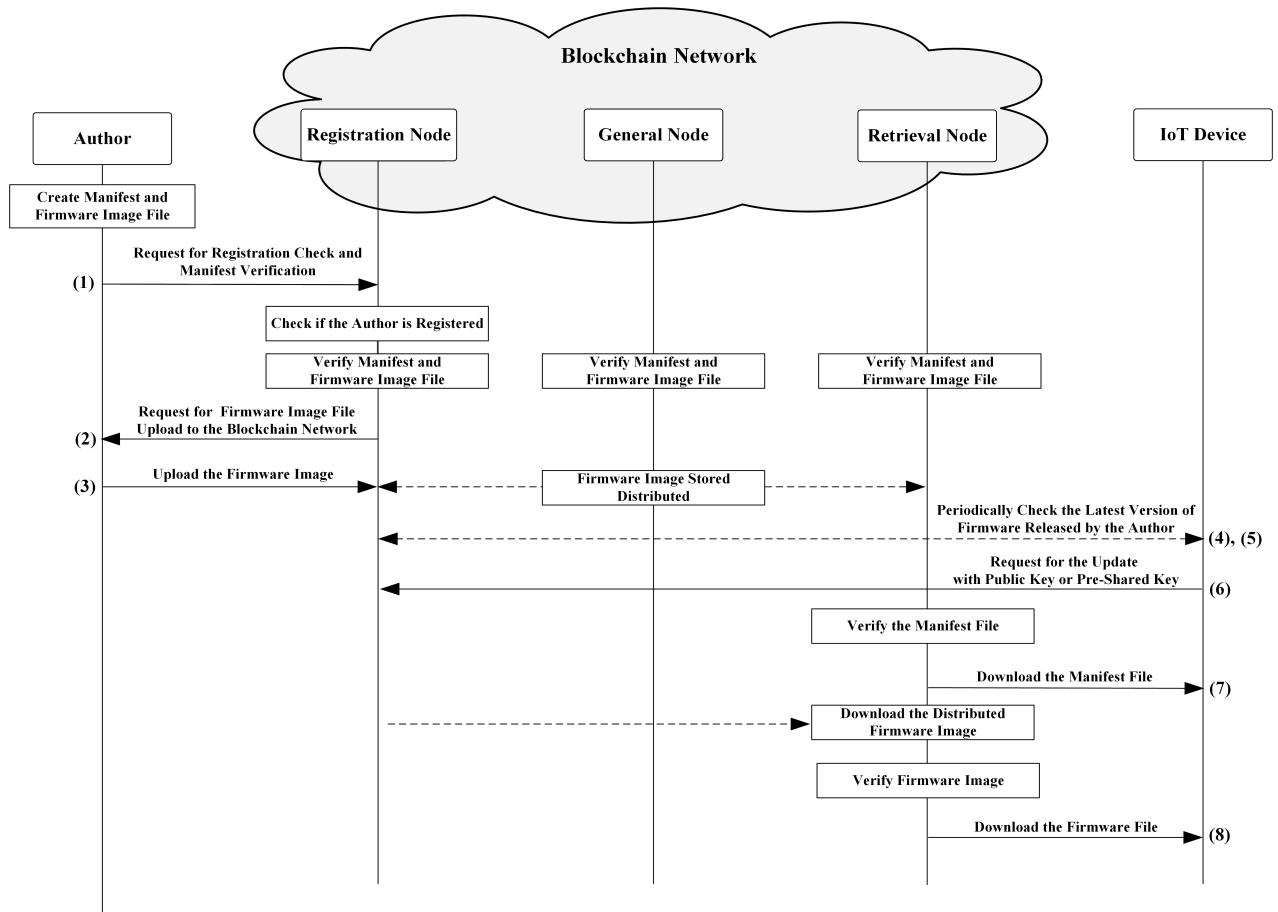 Blockchain Network
Author
Registration Node
General Node
Retrieval Node
IoT Device
Create Manifest and
Firmware Image File
Request for Registration Check and
Manifest Verification
(1)
Check if the Author is Registered
Verify Manifest and
Firmware Image File
Verify Manifest and
Firmware Image File
Verify Manifest and
Firmware Image File
Request for Firmware Image File
Upload to the Blockchain Network
(2)
Upload the Firmware Image
(3)
Firmware Image Stored
Distributed
Periodically Check the Latest Version of
Firmware Released by the Author
(4), (5)
Request for the Update
with Public Key or Pre-Shared Key
(6)
Verify the Manifest File
Download the Manifest File
(7)
Download the Distributed
Firmware Image
Verify Firmware Image
Download the Firmware File
(8)